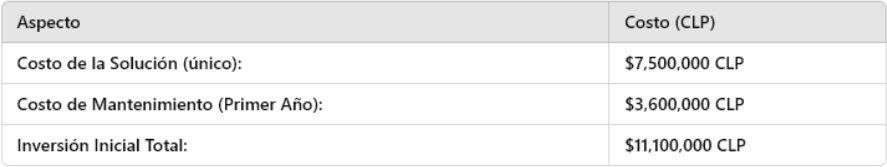 Aspecto Costo (CLP)
Costo de la Solución (único): $7,500,000 CLP
Costo de Mantenimiento (Primer Año): $3,600,000 CLP
Inversión Inicial Total: $11,100,000 CLP